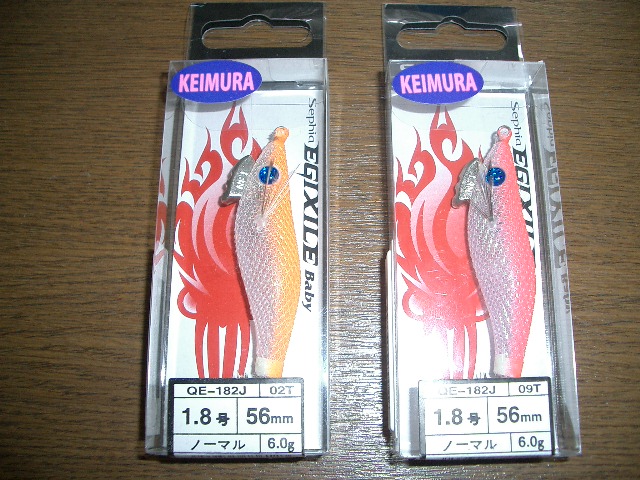 KEIMURA
Sephia EGIXILE Baby
QE-182J 02T
1.8号 56mm
ノーマル 6.0g
KEIMURA
Sephia EGIXILE Baby
QE-182J 09T
1.8号 56mm
ノーマル 6.0g